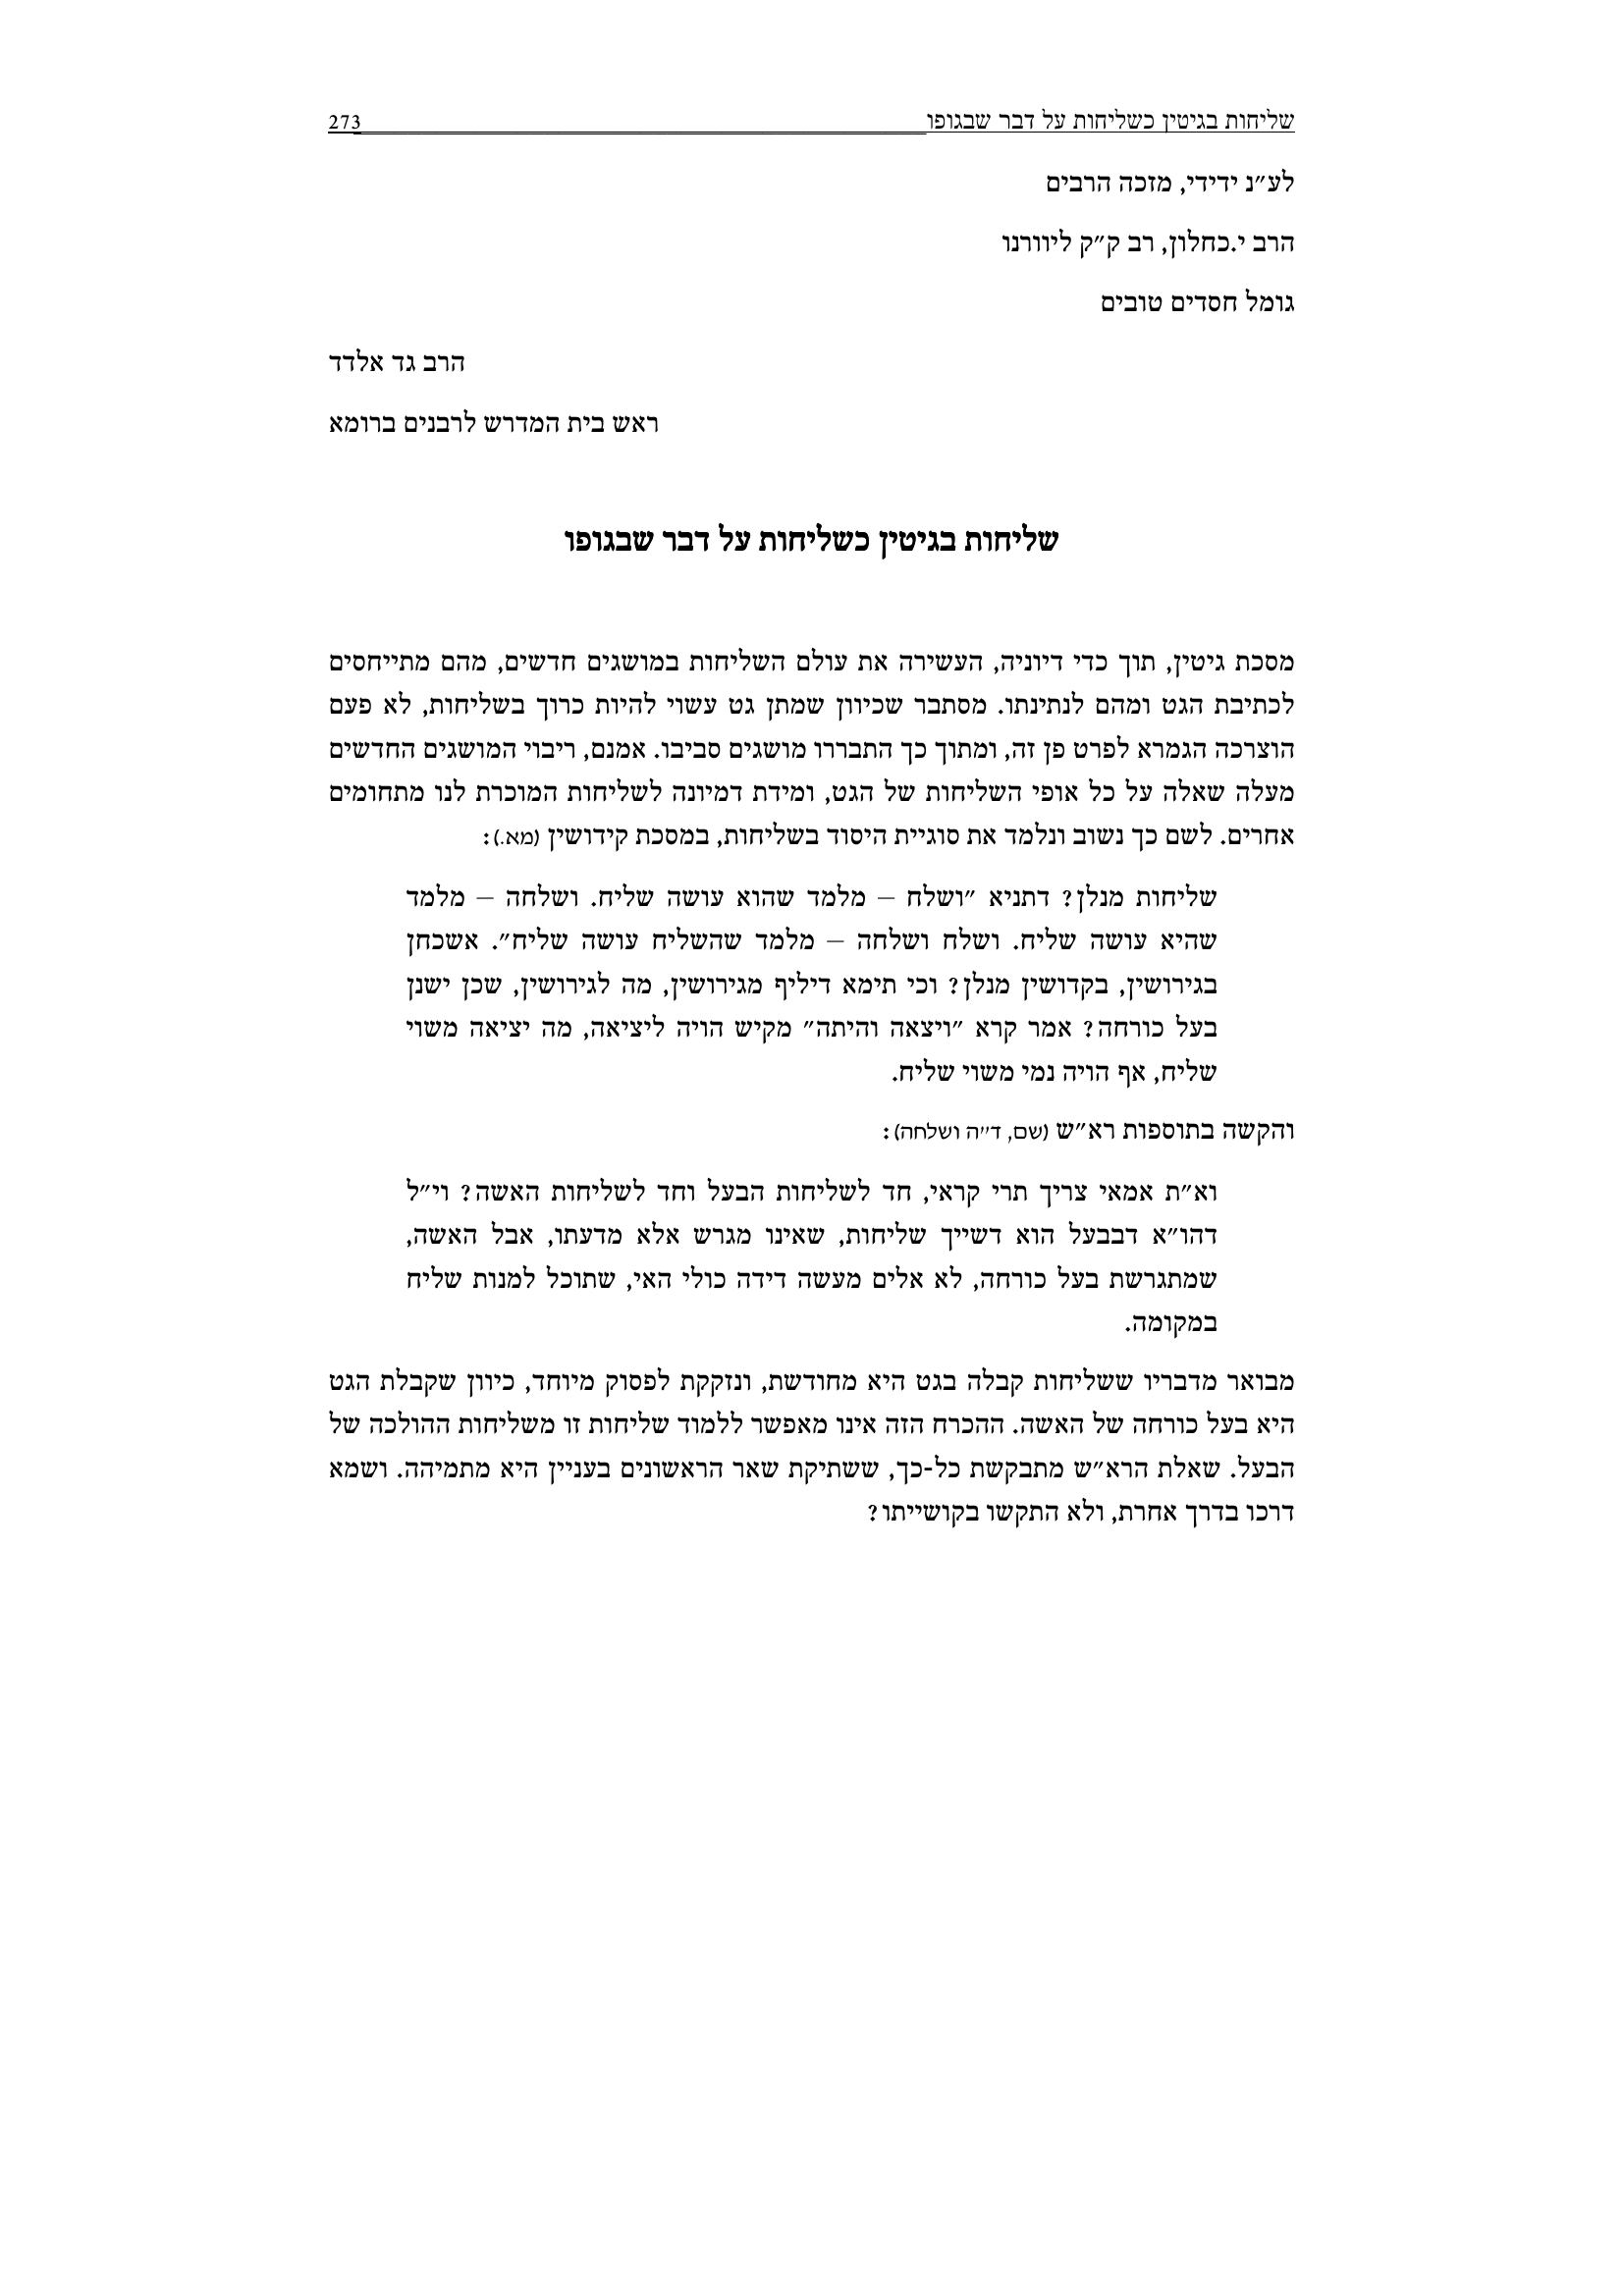 שליחות בגיטין כשליחות על דבר שבגופו 273
לע״נ ידידי, מזכה הרבים
הרב י.כחלון, רב ק״ק ליוורנו
גומל חסדים טובים
הרב גד אלדד
ראש בית המדרש לרבנים ברומא
שליחות בגיטין כשליחות על דבר שבגופו
מסכת גיטין, תוך כדי דיוניה, העשירה את עולם השליחות במושגים חדשים, מהם מתייחסים
לכתיבת הגט ומהם לנתינתו. מסתבר שכיוון שמתן גט עשוי להיות כרוך בשליחות, לא פעם
הוצרכה הגמרא לפרט פן זה, ומתוך כך התבררו מושגים סביבו. אמנם, ריבוי המושגים החדשים
מעלה שאלה על כל אופי השליחות של הגט, ומידת דמיונה לשליחות המוכרת לנו מתחומים
אחרים. לשם כך נשוב ונלמד את סוגיית היסוד בשליחות, במסכת קידושין (מא.):
שליחות מנלן? דתניא ״ושלח – מלמד שהוא עושה שליח. ושלחה – מלמד
שהיא עושה שליח. ושלח ושלחה – מלמד שהשליח עושה שליח״. אשכחן
בגירושין, בקדושין מנלן? וכי תימא דיליף מגירושין, מה לגירושין, שכן ישנן
בעל כורחה? אמר קרא ״ויצאה והיתה״ מקיש הויה ליציאה, מה יציאה משוי
שליח, אף הויה נמי משוי שליח.
והקשה בתוספות רא״ש (שם, ד״ה ושלחה):
וא״ת אמאי צריך תרי קראי, חד לשליחות הבעל וחד לשליחות האשה? וי״ל
דהו״א דבבעל הוא דשייך שליחות, שאינו מגרש אלא מדעתו, אבל האשה,
שמתגרשת בעל כורחה, לא אלים מעשה דידה כולי האי, שתוכל למנות שליח
במקומה.
מבואר מדבריו ששליחות קבלה בגט היא מחודשת, ונזקקת לפסוק מיוחד, כיוון שקבלת הגט
היא בעל כורחה של האשה. ההכרח הזה אינו מאפשר ללמוד שליחות זו משליחות ההולכה של
הבעל. שאלת הרא״ש מתבקשת כל-כך, ששתיקת שאר הראשונים בעניין היא מתמיהה. ושמא
דרכו בדרך אחרת, ולא התקשו בקושייתו?